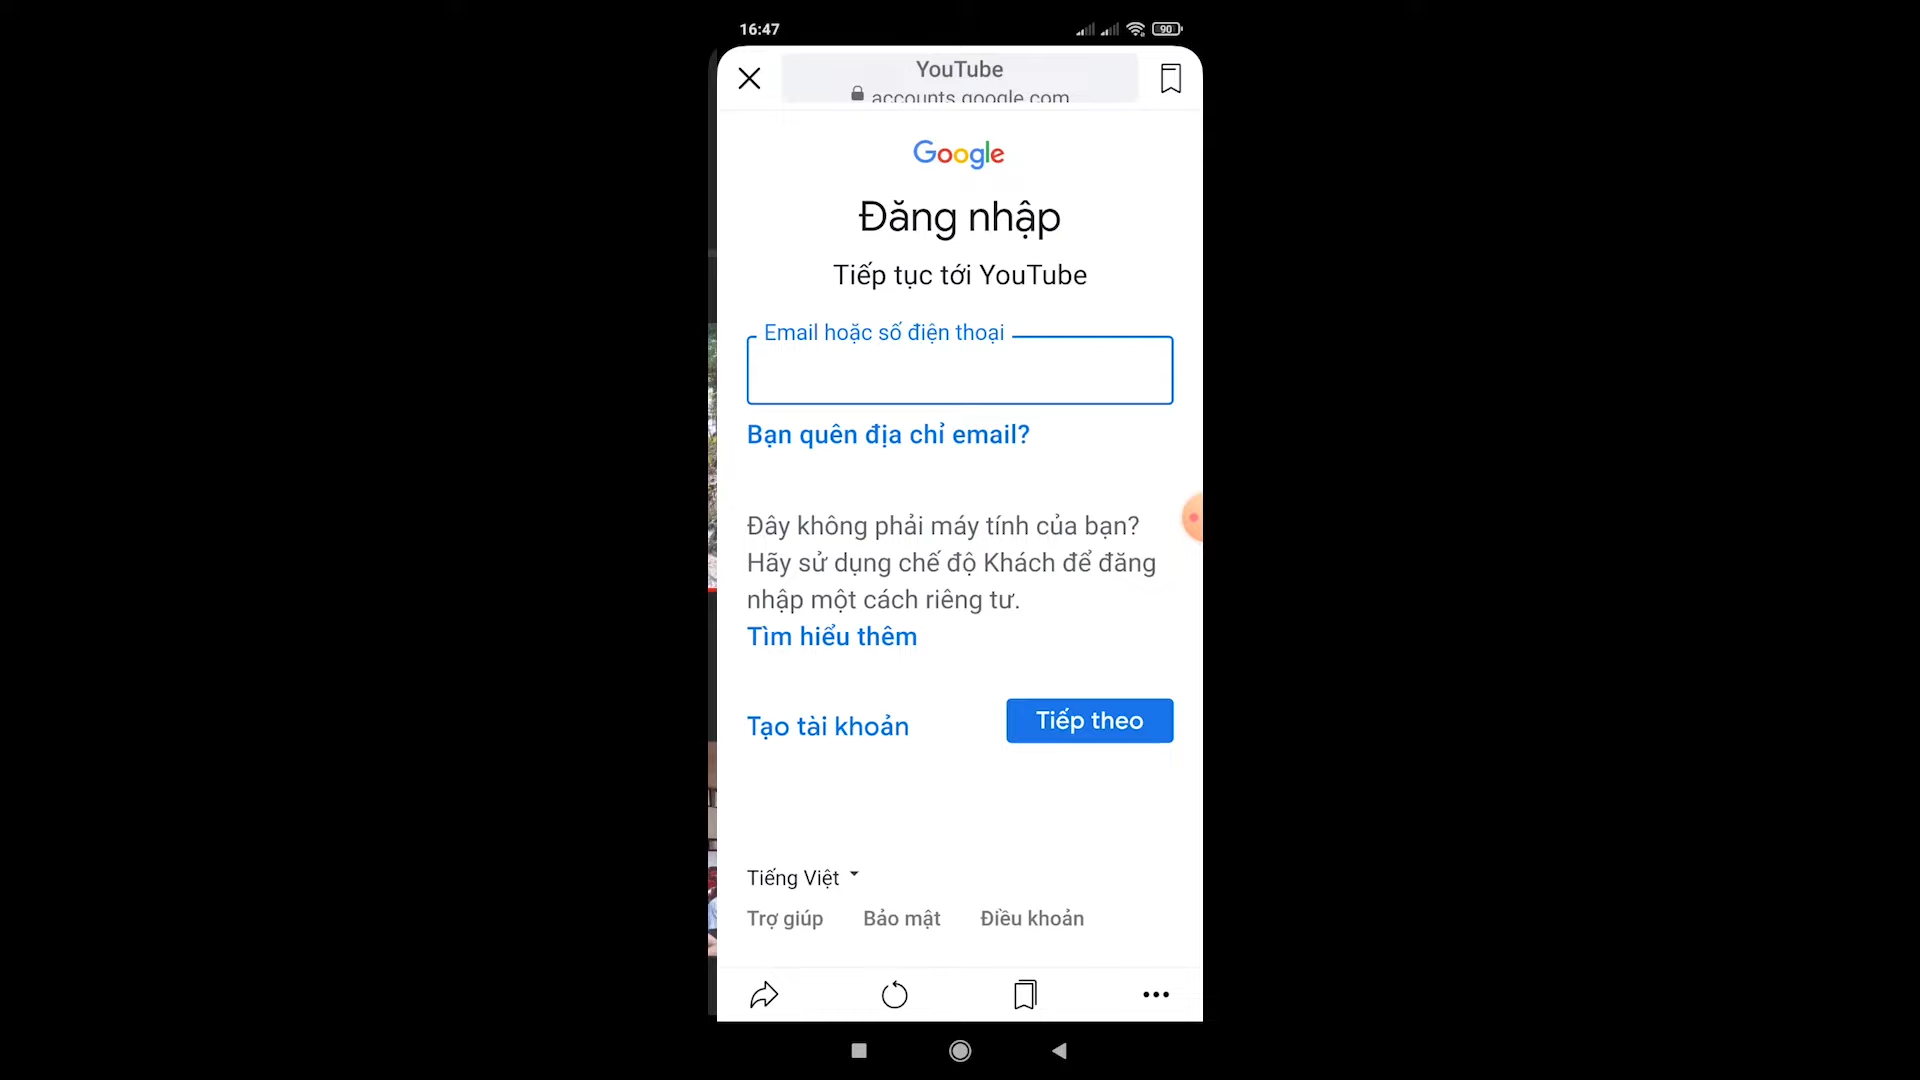 16:47
90
YouTube
accounts.google.com
Google
Đăng nhập
Tiếp tục tới YouTube
Email hoặc số điện thoại
Bạn quên địa chỉ email?
Đây không phải máy tính của bạn?
Hãy sử dụng chế độ Khách để đăng
nhập một cách riêng tư.
Tìm hiểu thêm
Tạo tài khoản
Tiếp theo
Tiếng Việt
Trợ giúp Bảo mật Điều khoản